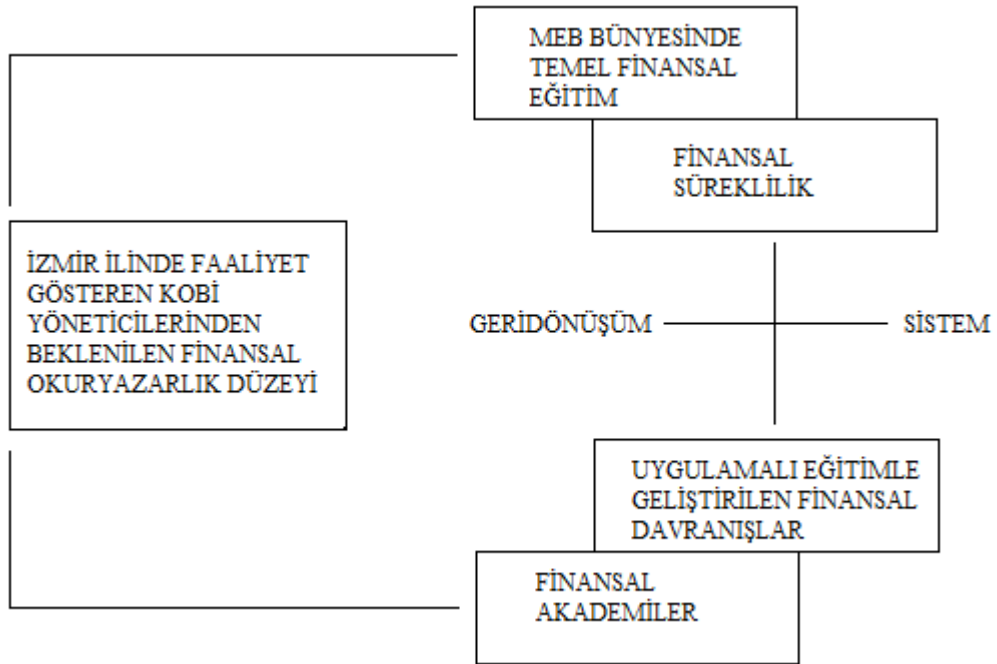 MEB BÜNYESİNDE
TEMEL FİNANSAL
EĞİTİM
FİNANSAL
SÜREKLİLİK
İZMİR İLİNDE FAALİYET
GÖSTEREN KOBİ
YÖNETİCİLERİNDEN
BEKLENİLEN FİNANSAL
OKURYAZARLIK DÜZEYİ
GERİDÖNÜŞÜM
SİSTEM
UYGULAMALI EĞİTİMLE
GELİŞTİRİLEN FİNANSAL
DAVRANIŞLAR
FİNANSAL
AKADEMİLER